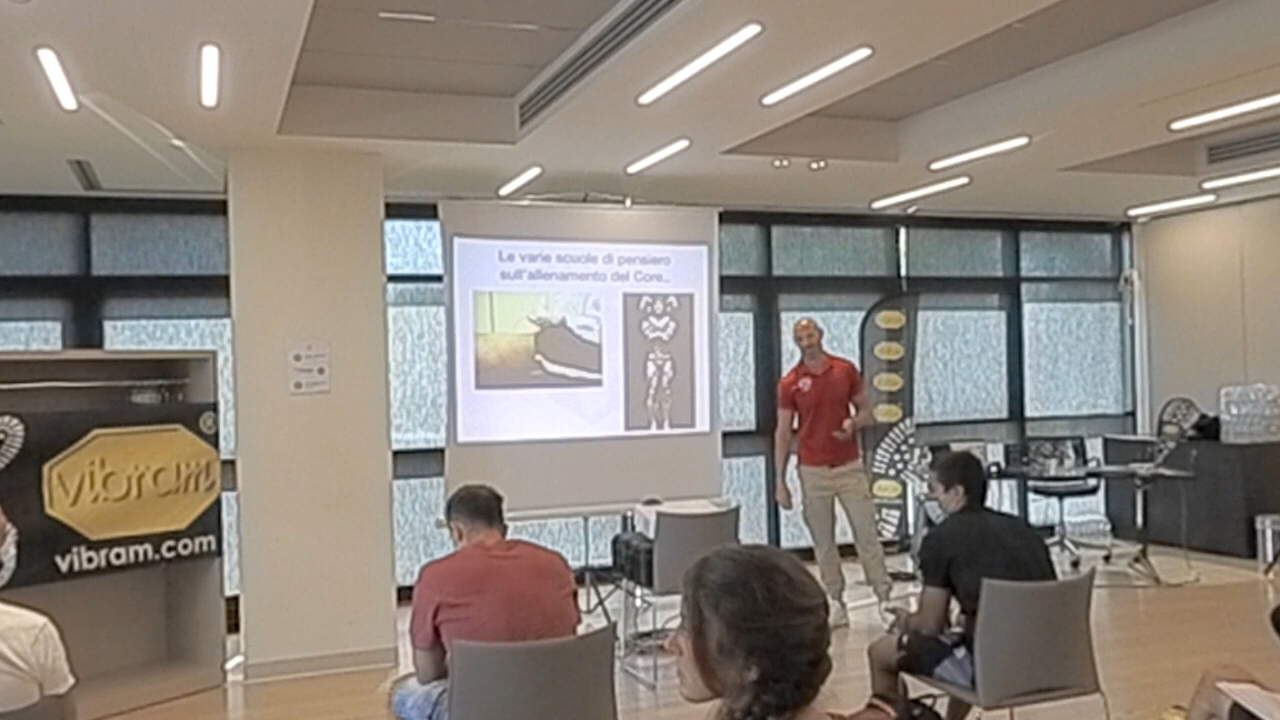 Le varie scuole di pensiero
sull'allenamento del Core..
vibram
®
vibram.com